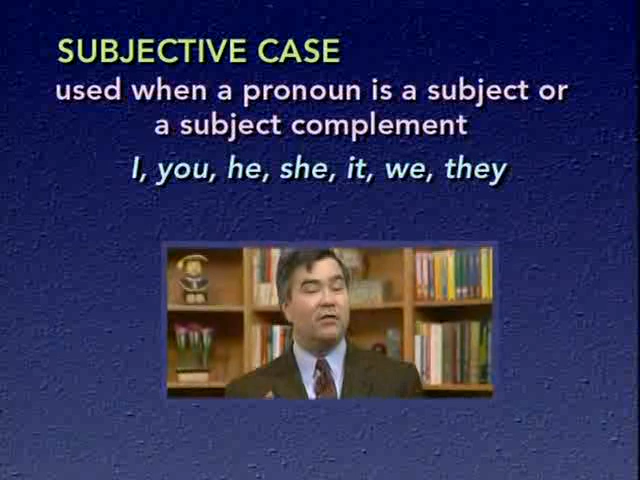 SUBJECTIVE CASE
used when a pronoun is a subject or
a subject complement
I, you, he, she, it, we, they